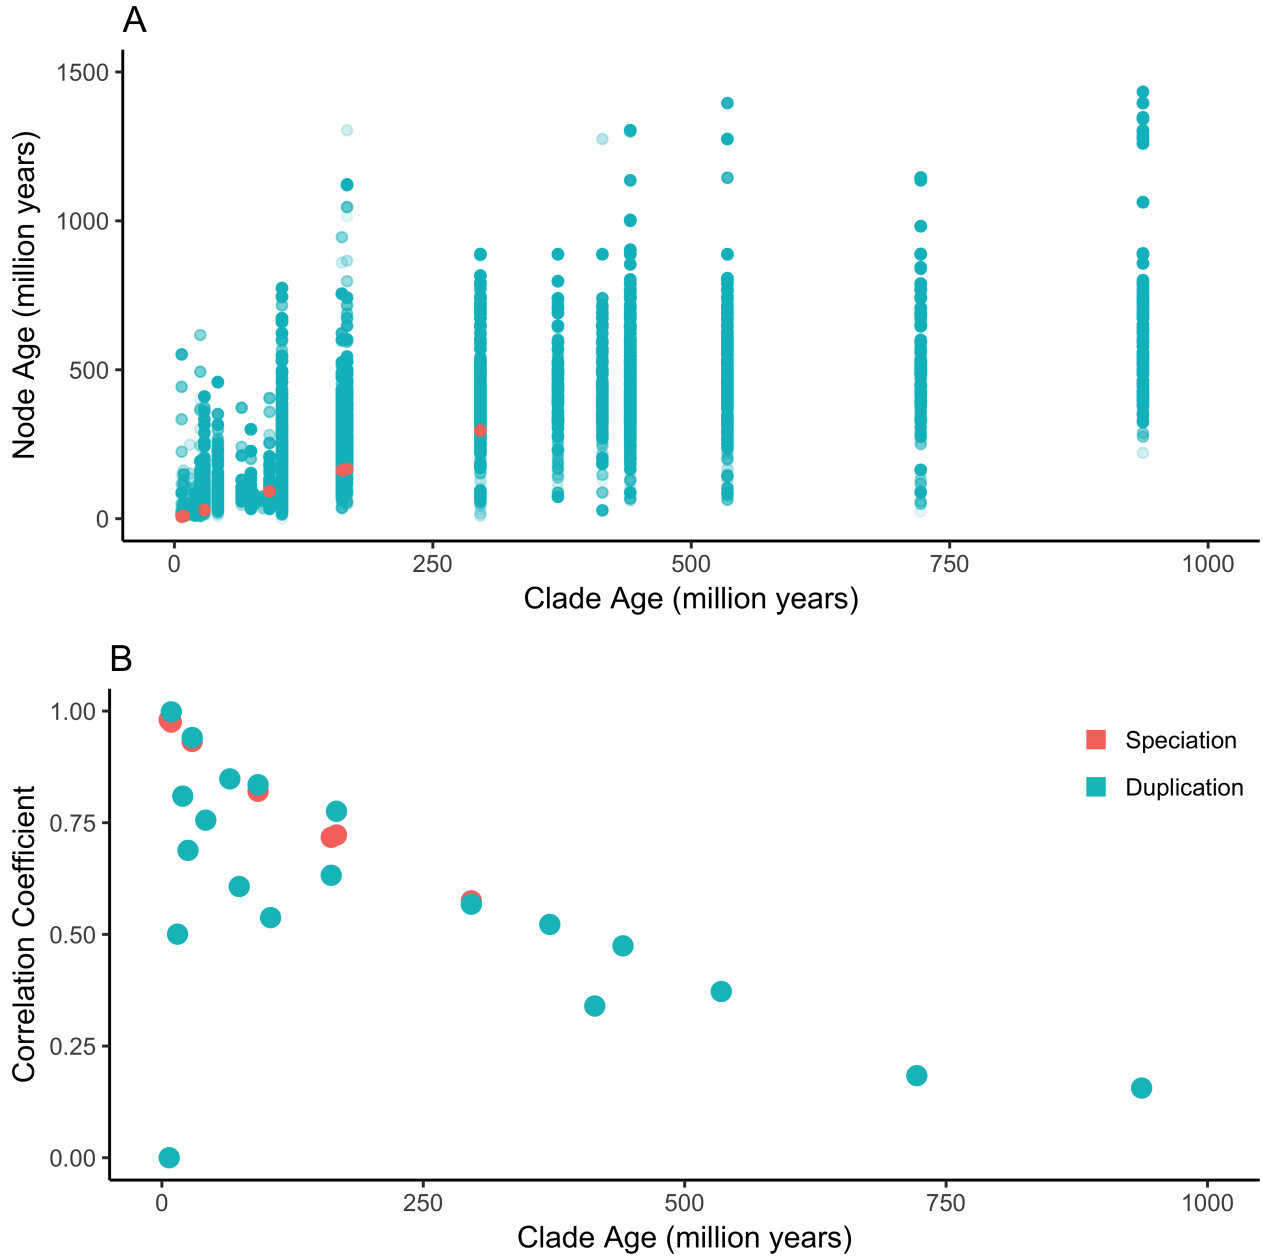 A
1500
1000
500
0
Node Age (million years)
0 250 500 750 1000
Clade Age (million years)
B
1.00
0.75
0.50
0.25
0.00
Correlation Coefficient
Speciation
Duplication
0 250 500 750 1000
Clade Age (million years)